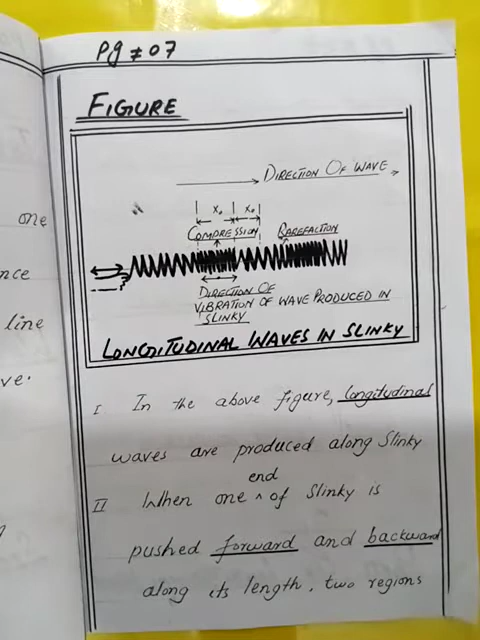 Pg # 07
FIGURE
DIRECTION OF WAVE
X₀ X₀
COMPRESSION RAREFACTION
DIRECTION OF
VIBRATION OF WAVE PRODUCED IN
SLINKY
LONGITUDINAL WAVES IN SLINKY
one
nce
line
ve.
I In the above figure, longitudinal
waves are produced along Slinky
end
II When one ^ of Slinky is
pushed forward and backward
along its length, two regions